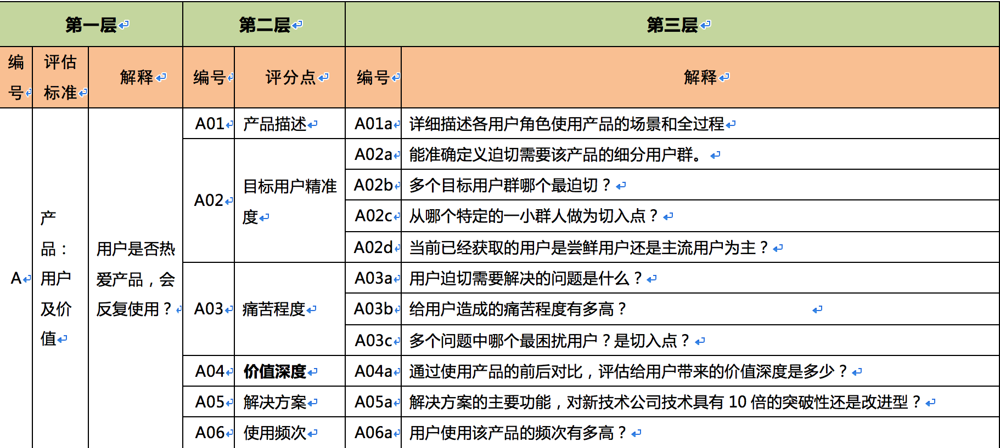 第一层 第二层 第三层
编号 评估标准 解释 编号 评分点 编号 解释
A 产品：用户及价值 用户是否热爱产品，会反复使用？
A01 产品描述 A01a 详细描述各用户角色使用产品的场景和全过程
A02 目标用户精准度 A02a 能准确定义迫切需要该产品的细分用户群。
A02b 多个目标用户群哪个最迫切？
A02c 从哪个特定的一小群人做为切入点？
A02d 当前已经获取的用户是尝鲜用户还是主流用户为主？
A03 痛苦程度 A03a 用户迫切需要解决的问题是什么？
A03b 给用户造成的痛苦程度有多高？
A03c 多个问题中哪个最困扰用户？是切入点？
A04 价值深度 A04a 通过使用产品的前后对比，评估给用户带来的价值深度是多少？
A05 解决方案 A05a 解决方案的主要功能，对新技术公司技术具有 10 倍的突破性还是改进型？
A06 使用频次 A06a 用户使用该产品的频次有多高？